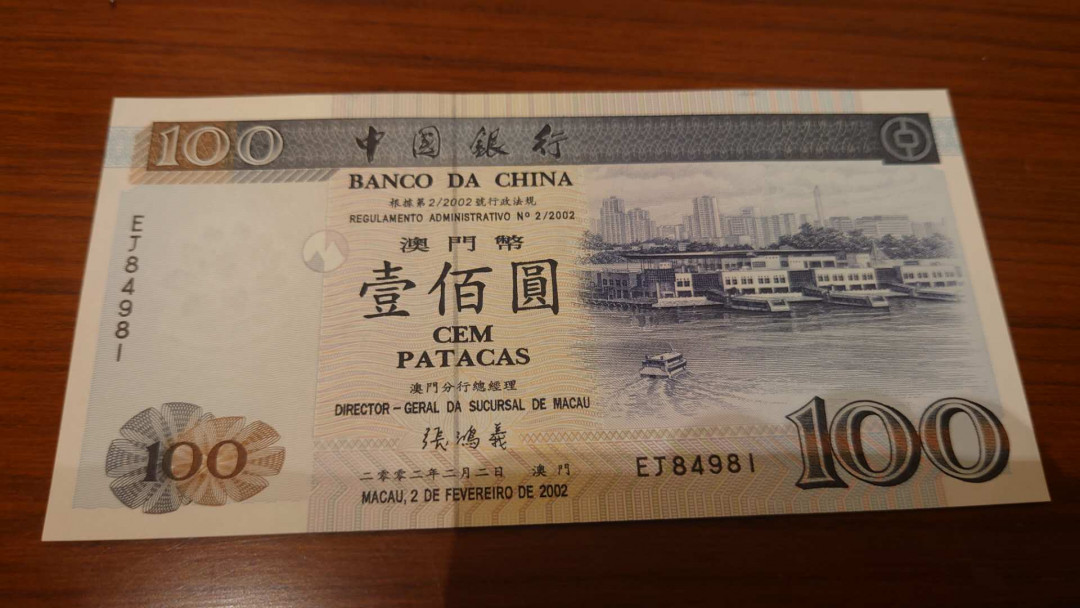 100 中國銀行
BANCO DA CHINA
根據第2/2002號行政法規
REGULAMENTO ADMINISTRATIVO Nº 2/2002
EJ84981
澳門幣
壹佰圓
CEM
PATACAS
澳門分行總經理
DIRECTOR-GERAL DA SUCURSAL DE MACAU
張鴻義
100
二零零二年二月二日 澳門
MACAU, 2 DE FEVEREIRO DE 2002
EJ84981
100